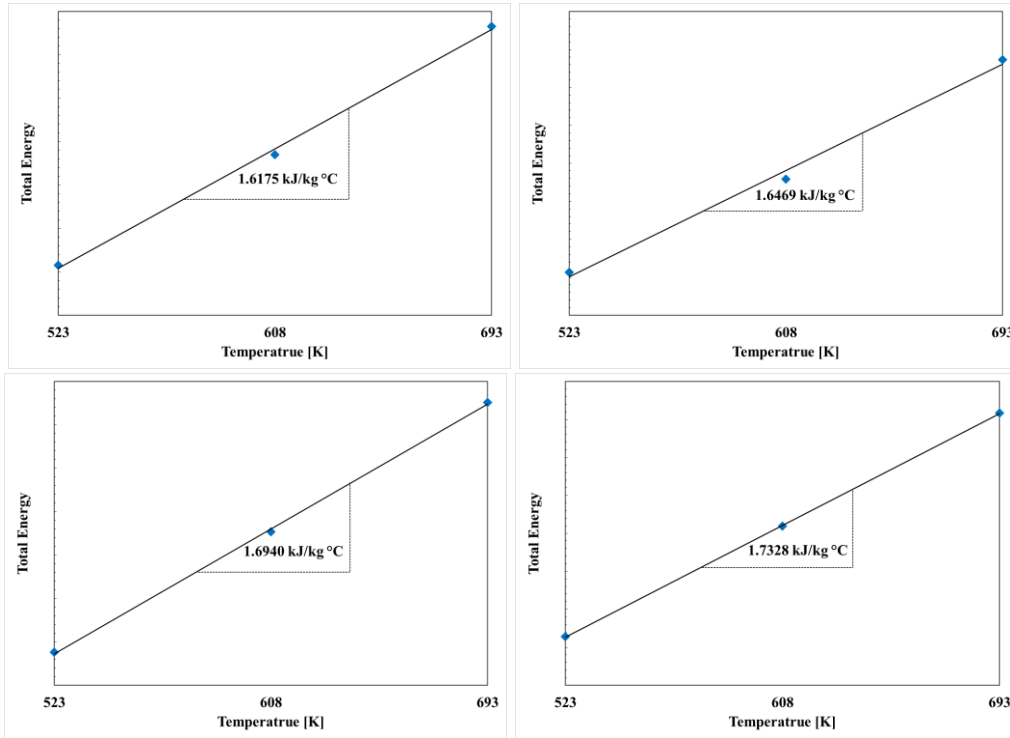 Total Energy
1.6175 kJ/kg °C
523
608
693
Temperatrue [K]
Total Energy
1.6469 kJ/kg °C
523
608
693
Temperatrue [K]
Total Energy
1.6940 kJ/kg °C
523
608
693
Temperatrue [K]
Total Energy
1.7328 kJ/kg °C
523
608
693
Temperatrue [K]